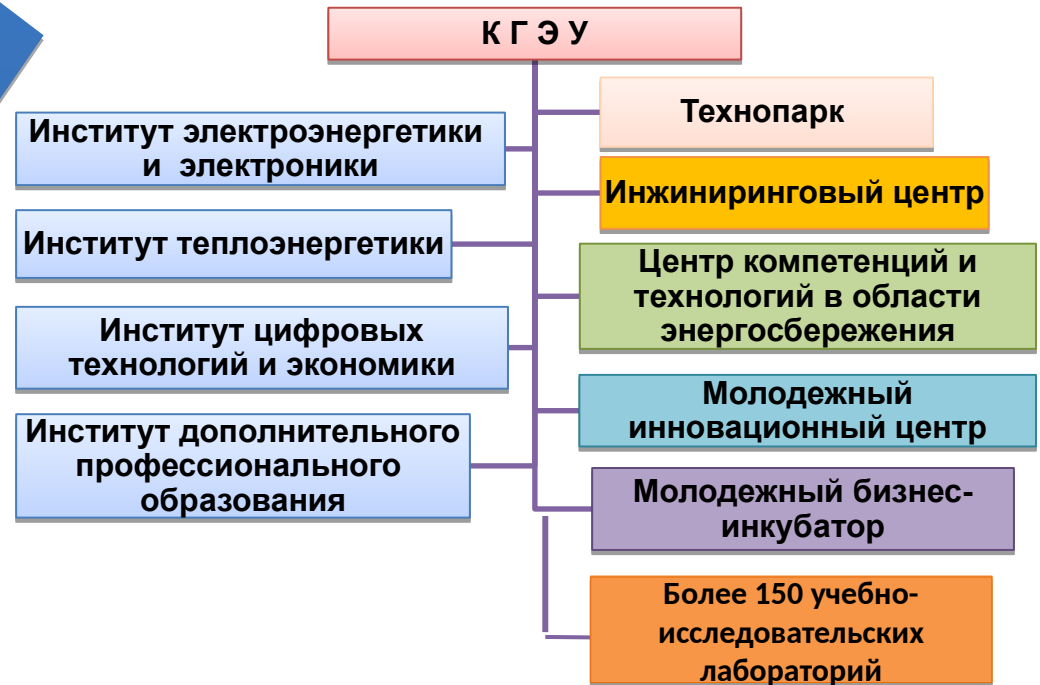 К Г Э У
Институт электроэнергетики
и электроники
Институт теплоэнергетики
Институт цифровых
технологий и экономики
Институт дополнительного
профессионального
образования
Технопарк
Инжиниринговый центр
Центр компетенций и
технологий в области
энергосбережения
Молодежный
инновационный центр
Молодежный бизнес-
инкубатор
Более 150 учебно-
исследовательских
лабораторий